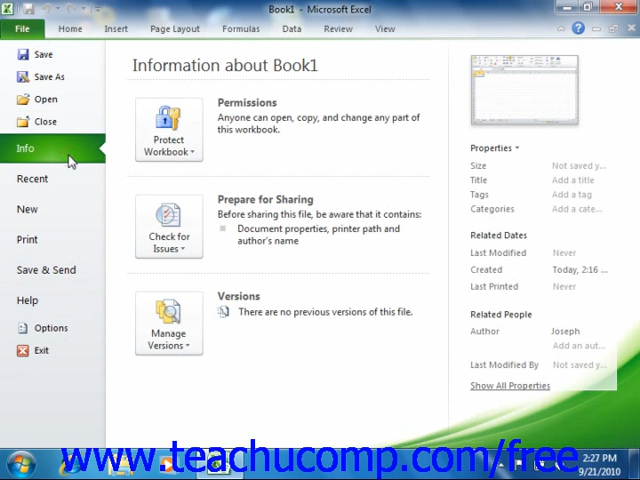 Book1 - Microsoft Excel
File Home Insert Page Layout Formulas Data Review View
Save
Save As
Open
Close
Info
Recent
New
Print
Save & Send
Help
Options
Exit
Information about Book1
Protect
Workbook
Permissions
Anyone can open, copy, and change any part of
this workbook.
Check for
Issues
Prepare for Sharing
Before sharing this file, be aware that it contains:
Document properties, printer path and
author's name
Manage
Versions
Versions
There are no previous versions of this file.
Properties
Size Not saved y...
Title Add a title
Tags Add a tag
Categories Add a cate...
Related Dates
Last Modified Never
Created Today, 2:16 ...
Last Printed Never
Related People
Author Joseph
Add an aut...
Last Modified By Not saved y...
Show All Properties
www.teachucomp.com/free
2:27 PM
9/21/2010